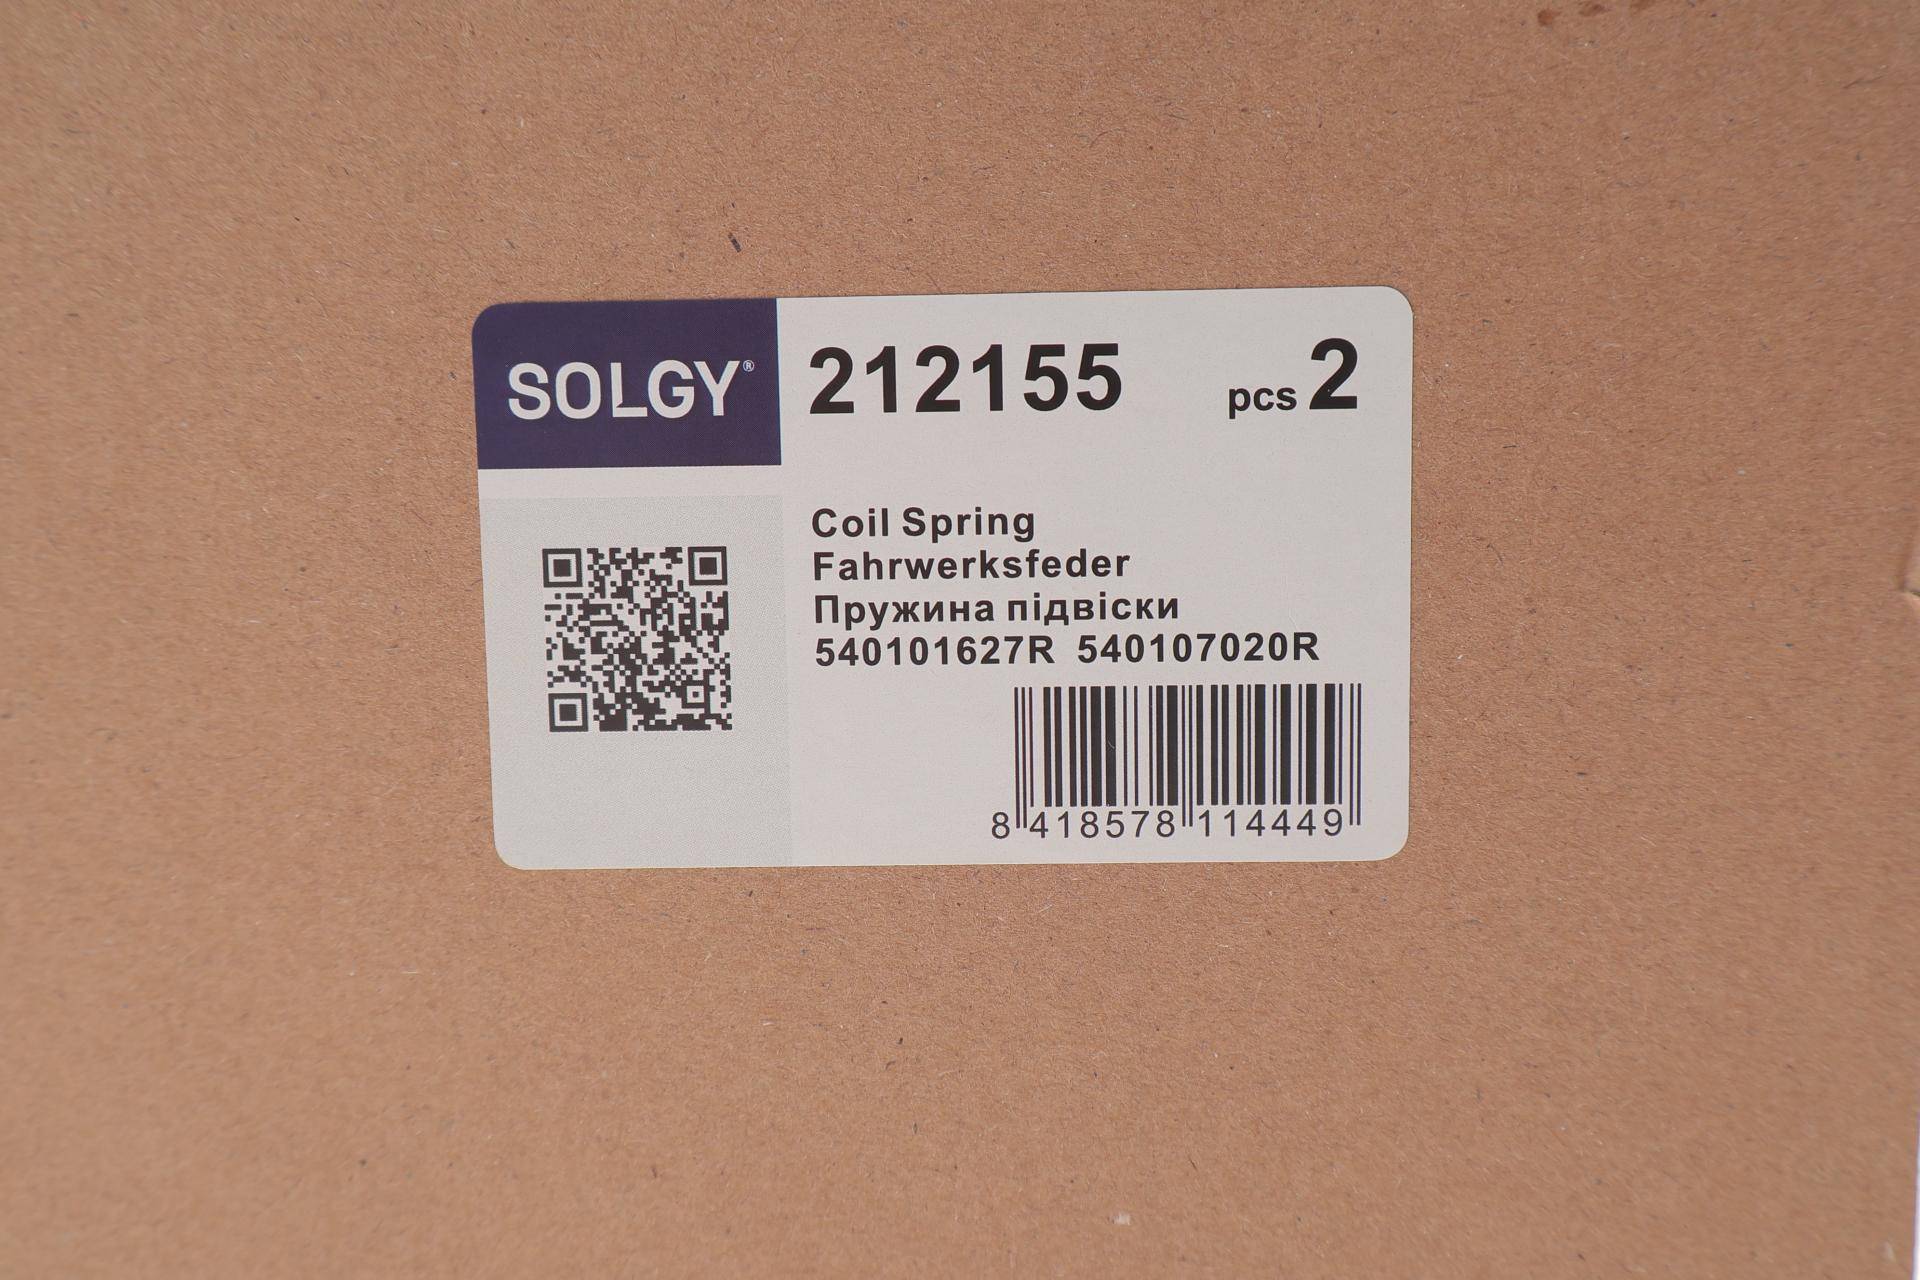 SOLGY®
212155
pcs 2
Coil Spring
Fahrwerksfeder
Пружина підвіски
540101627R 540107020R
8 418578 114449